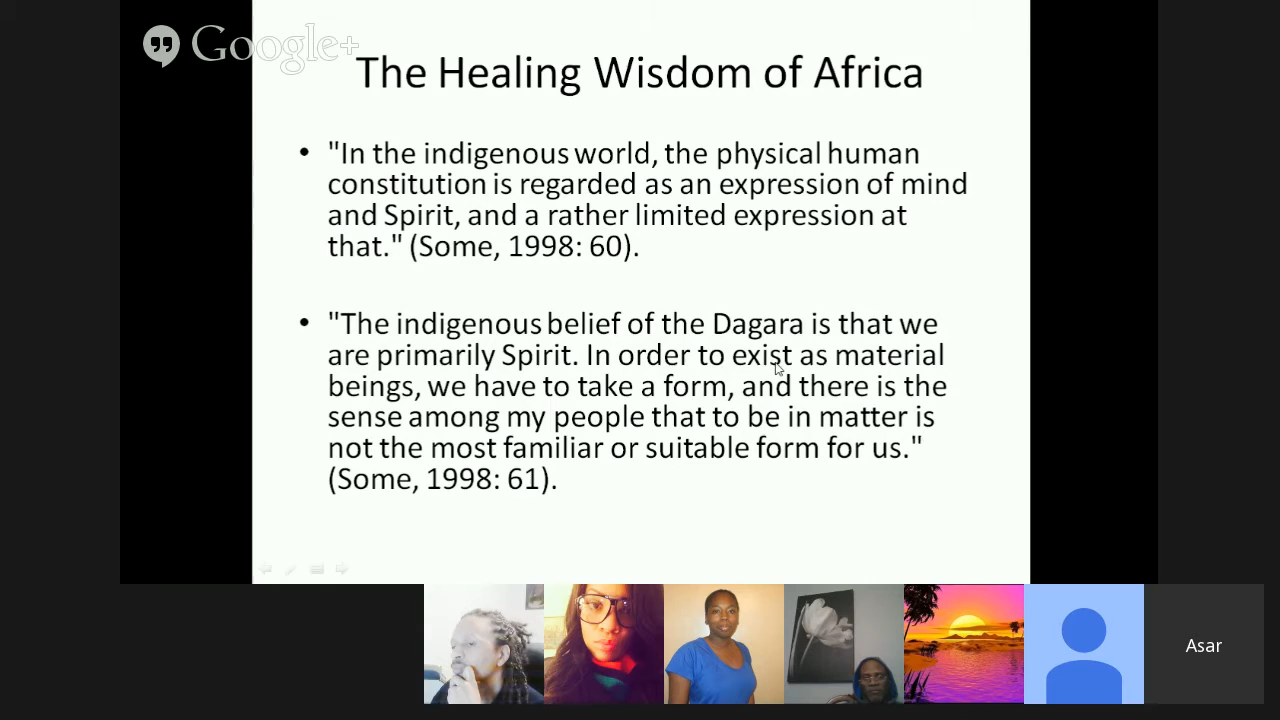 Google+
The Healing Wisdom of Africa
• "In the indigenous world, the physical human
constitution is regarded as an expression of mind
and Spirit, and a rather limited expression at
that." (Some, 1998: 60).
• "The indigenous belief of the Dagara is that we
are primarily Spirit. In order to exist as material
beings, we have to take a form, and there is the
sense among my people that to be in matter is
not the most familiar or suitable form for us."
(Some, 1998: 61).
Asar